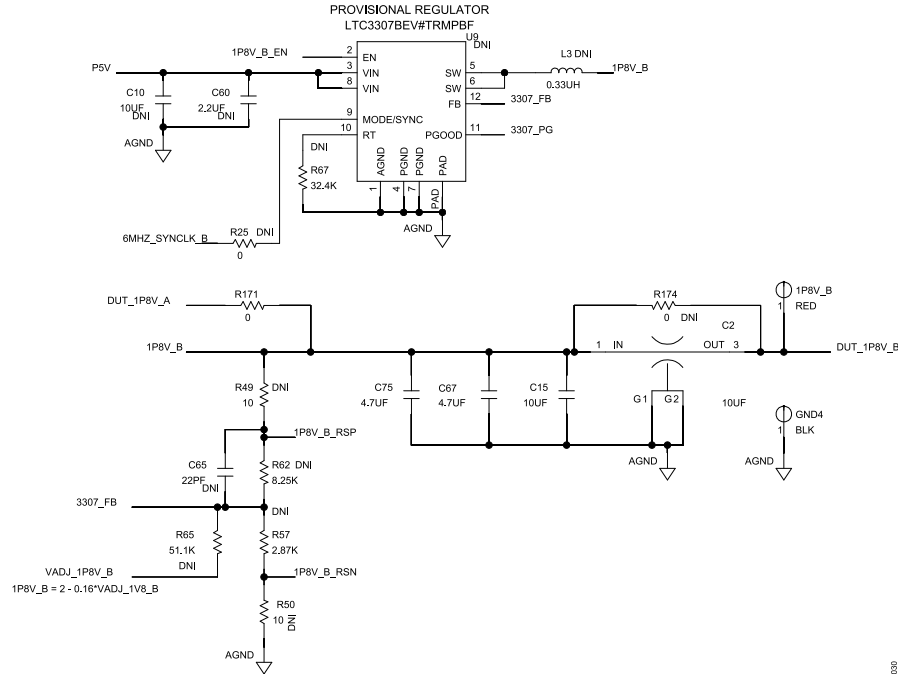 PROVISIONAL REGULATOR
LTC3307BEV#TRMPBF
U9
DNI
1P8V_B_EN
2
EN
P5V
3
VIN
8
VIN
C10
10UF
DNI
C60
2.2UF
DNI
AGND
9
MODE/SYNC
10
RT
5
SW
6
SW
12
FB
3307_FB
11
PGOOD
3307_PG
L3 DNI
0.33UH
1P8V_B
AGND
PGND
PGND
PAD
1
4
7
PAD
DNI
R67
32.4K
AGND
6MHZ_SYNCLK_B
R25 DNI
0
DUT_1P8V_A
R171
0
1P8V_B
R174
0 DNI
C2
1 IN
OUT 3
G1
G2
10UF
1P8V_B
1
RED
DUT_1P8V_B
GND4
1
BLK
AGND
R49
10
DNI
C75
4.7UF
C67
4.7UF
C15
10UF
AGND
1P8V_B_RSP
C65
22PF
DNI
R62 DNI
8.25K
3307_FB
DNI
R65
51.1K
DNI
R57
2.87K
VADJ_1P8V_B
1P8V_B = 2 - 0.16*VADJ_1V8_B
1P8V_B_RSN
R50
10
DNI
AGND
030